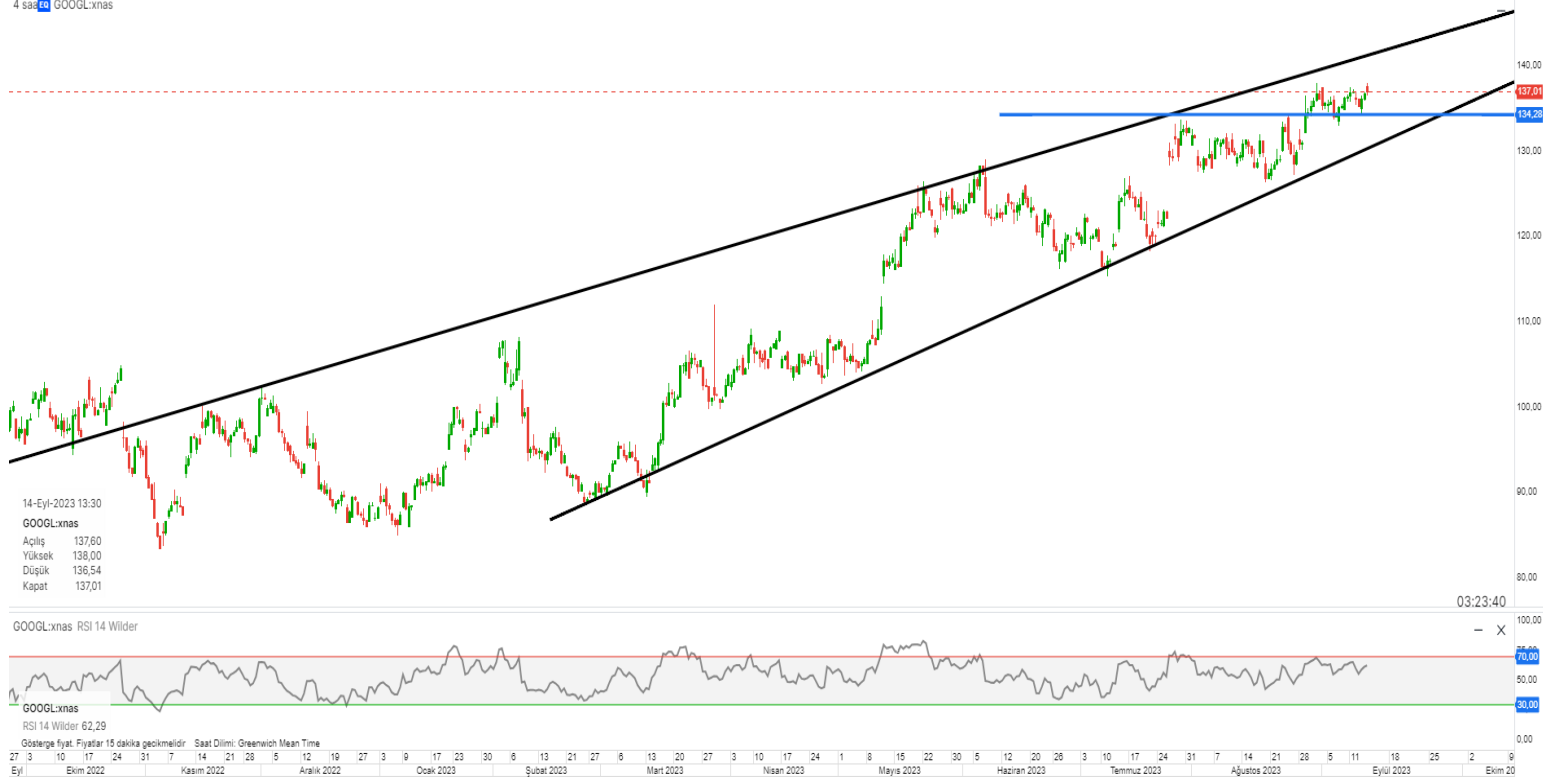 4 saa EQ GOOGL:xnas
140,00
137,01
134,28
130,00
120,00
110,00
100,00
90,00
80,00
14-Eyl-2023 13:30
GOOGL:xnas
Açılış 137,60
Yüksek 138,00
Düşük 136,54
Kapat 137,01
03:23:40
GOOGL:xnas RSI 14 Wilder
100,00
75,00
70,00
50,00
30,00
0,00
GOOGL:xnas
RSI 14 Wilder 62,29
Gösterge fiyat. Fiyatlar 15 dakika gecikmelidir Saat Dilimi: Greenwich Mean Time
27 3 10 17 24 31 7 14 21 28 5 12 19 27 3 9 17 23 30 6 13 21 27 6 13 20 27 3 10 17 24 1 8 15 22 30 5 12 20 26 3 10 17 24 31 7 14 21 28 5 11 18 25 2 9
Eyl Ekim 2022 Kasım 2022 Aralık 2022 Ocak 2023 Şubat 2023 Mart 2023 Nisan 2023 Mayıs 2023 Haziran 2023 Temmuz 2023 Ağustos 2023 Eylül 2023 Ekim 20